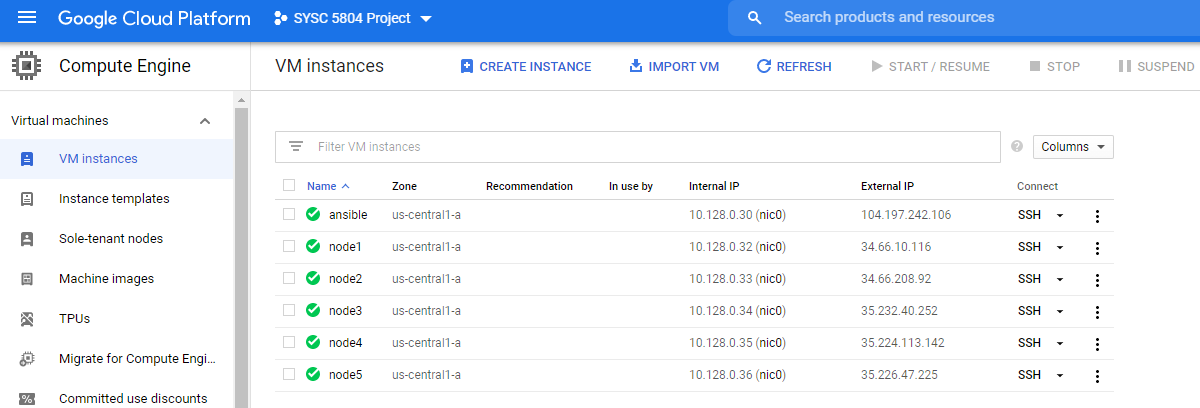 Google Cloud Platform SYSC 5804 Project Search products and resources
Compute Engine VM instances CREATE INSTANCE IMPORT VM REFRESH START / RESUME STOP SUSPEND
Virtual machines
VM instances
Instance templates
Sole-tenant nodes
Machine images
TPUs
Migrate for Compute Engi...
Committed use discounts
Filter VM instances Columns
Name Zone Recommendation In use by Internal IP External IP Connect
ansible us-central1-a 10.128.0.30 (nic0) 104.197.242.106 SSH
node1 us-central1-a 10.128.0.32 (nic0) 34.66.10.116 SSH
node2 us-central1-a 10.128.0.33 (nic0) 34.66.208.92 SSH
node3 us-central1-a 10.128.0.34 (nic0) 35.232.40.252 SSH
node4 us-central1-a 10.128.0.35 (nic0) 35.224.113.142 SSH
node5 us-central1-a 10.128.0.36 (nic0) 35.226.47.225 SSH